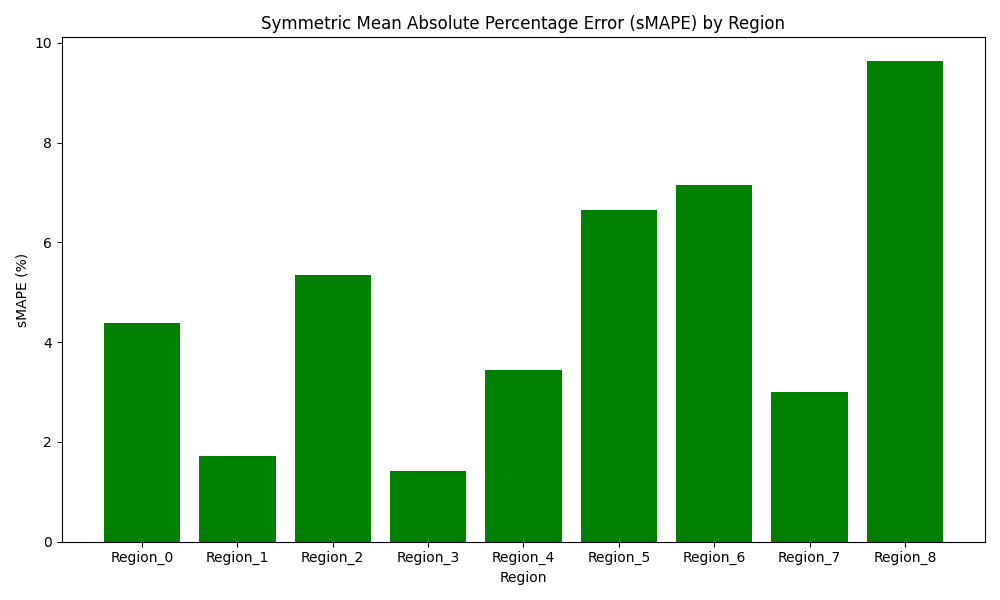 Symmetric Mean Absolute Percentage Error (sMAPE) by Region
10
8
6
4
2
0
sMAPE (%)
Region_0 Region_1 Region_2 Region_3 Region_4 Region_5 Region_6 Region_7 Region_8
Region